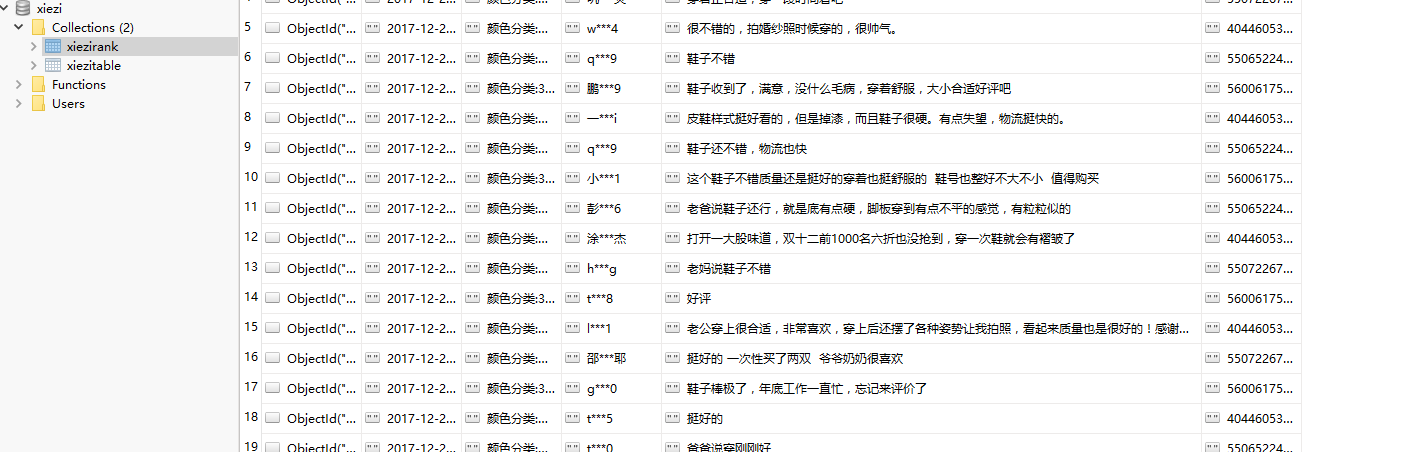 xiezi
Collections (2)
xiezirank
xiezitable
Functions
Users
5 ObjectId("... "" 2017-12-2... "" 颜色分类:... "" w***4 "" 很不错的，拍婚纱照时候穿的，很帅气。 "" 40446053...
6 ObjectId("... "" 2017-12-2... "" 颜色分类:... "" q***9 "" 鞋子不错 "" 55065224...
7 ObjectId("... "" 2017-12-2... "" 颜色分类:3... "" 鹏***9 "" 鞋子收到了，满意，没什么毛病，穿着舒服，大小合适好评吧 "" 56006175...
8 ObjectId("... "" 2017-12-2... "" 颜色分类:... "" 一***i "" 皮鞋样式挺好看的，但是掉漆，而且鞋子很硬。有点失望，物流挺快的。 "" 40446053...
9 ObjectId("... "" 2017-12-2... "" 颜色分类:... "" q***9 "" 鞋子还不错，物流也快 "" 55065224...
10 ObjectId("... "" 2017-12-2... "" 颜色分类:3... "" 小***1 "" 这个鞋子不错质量还是挺好的穿着也挺舒服的 鞋号也整好不大不小 值得购买 "" 56006175...
11 ObjectId("... "" 2017-12-2... "" 颜色分类:... "" 彭***6 "" 老爸说鞋子还行，就是底有点硬，脚板穿到有点不平的感觉，有粒粒似的 "" 55065224...
12 ObjectId("... "" 2017-12-2... "" 颜色分类:... "" 涂***杰 "" 打开一大股味道，双十二前1000名六折也没抢到，穿一次鞋就会有褶皱了 "" 40446053...
13 ObjectId("... "" 2017-12-2... "" 颜色分类:... "" h***g "" 老妈说鞋子不错 "" 55072267...
14 ObjectId("... "" 2017-12-2... "" 颜色分类:3... "" t***8 "" 好评 "" 56006175...
15 ObjectId("... "" 2017-12-2... "" 颜色分类:... "" l***1 "" 老公穿上很合适，非常喜欢，穿上后还摆了各种姿势让我拍照，看起来质量也是很好的！感谢... "" 40446053...
16 ObjectId("... "" 2017-12-2... "" 颜色分类:... "" 邵***耶 "" 挺好的 一次性买了两双 爷爷奶奶很喜欢 "" 55072267...
17 ObjectId("... "" 2017-12-2... "" 颜色分类:3... "" g***0 "" 鞋子棒极了，年底工作一直忙，忘记来评价了 "" 56006175...
18 ObjectId("... "" 2017-12-2... "" 颜色分类:... "" t***5 "" 挺好的 "" 40446053...
19 ObjectId("... "" 2017-12-2... "" 颜色分类:... "" t***0 "" 爸爸说穿刚刚好 "" 55065224...